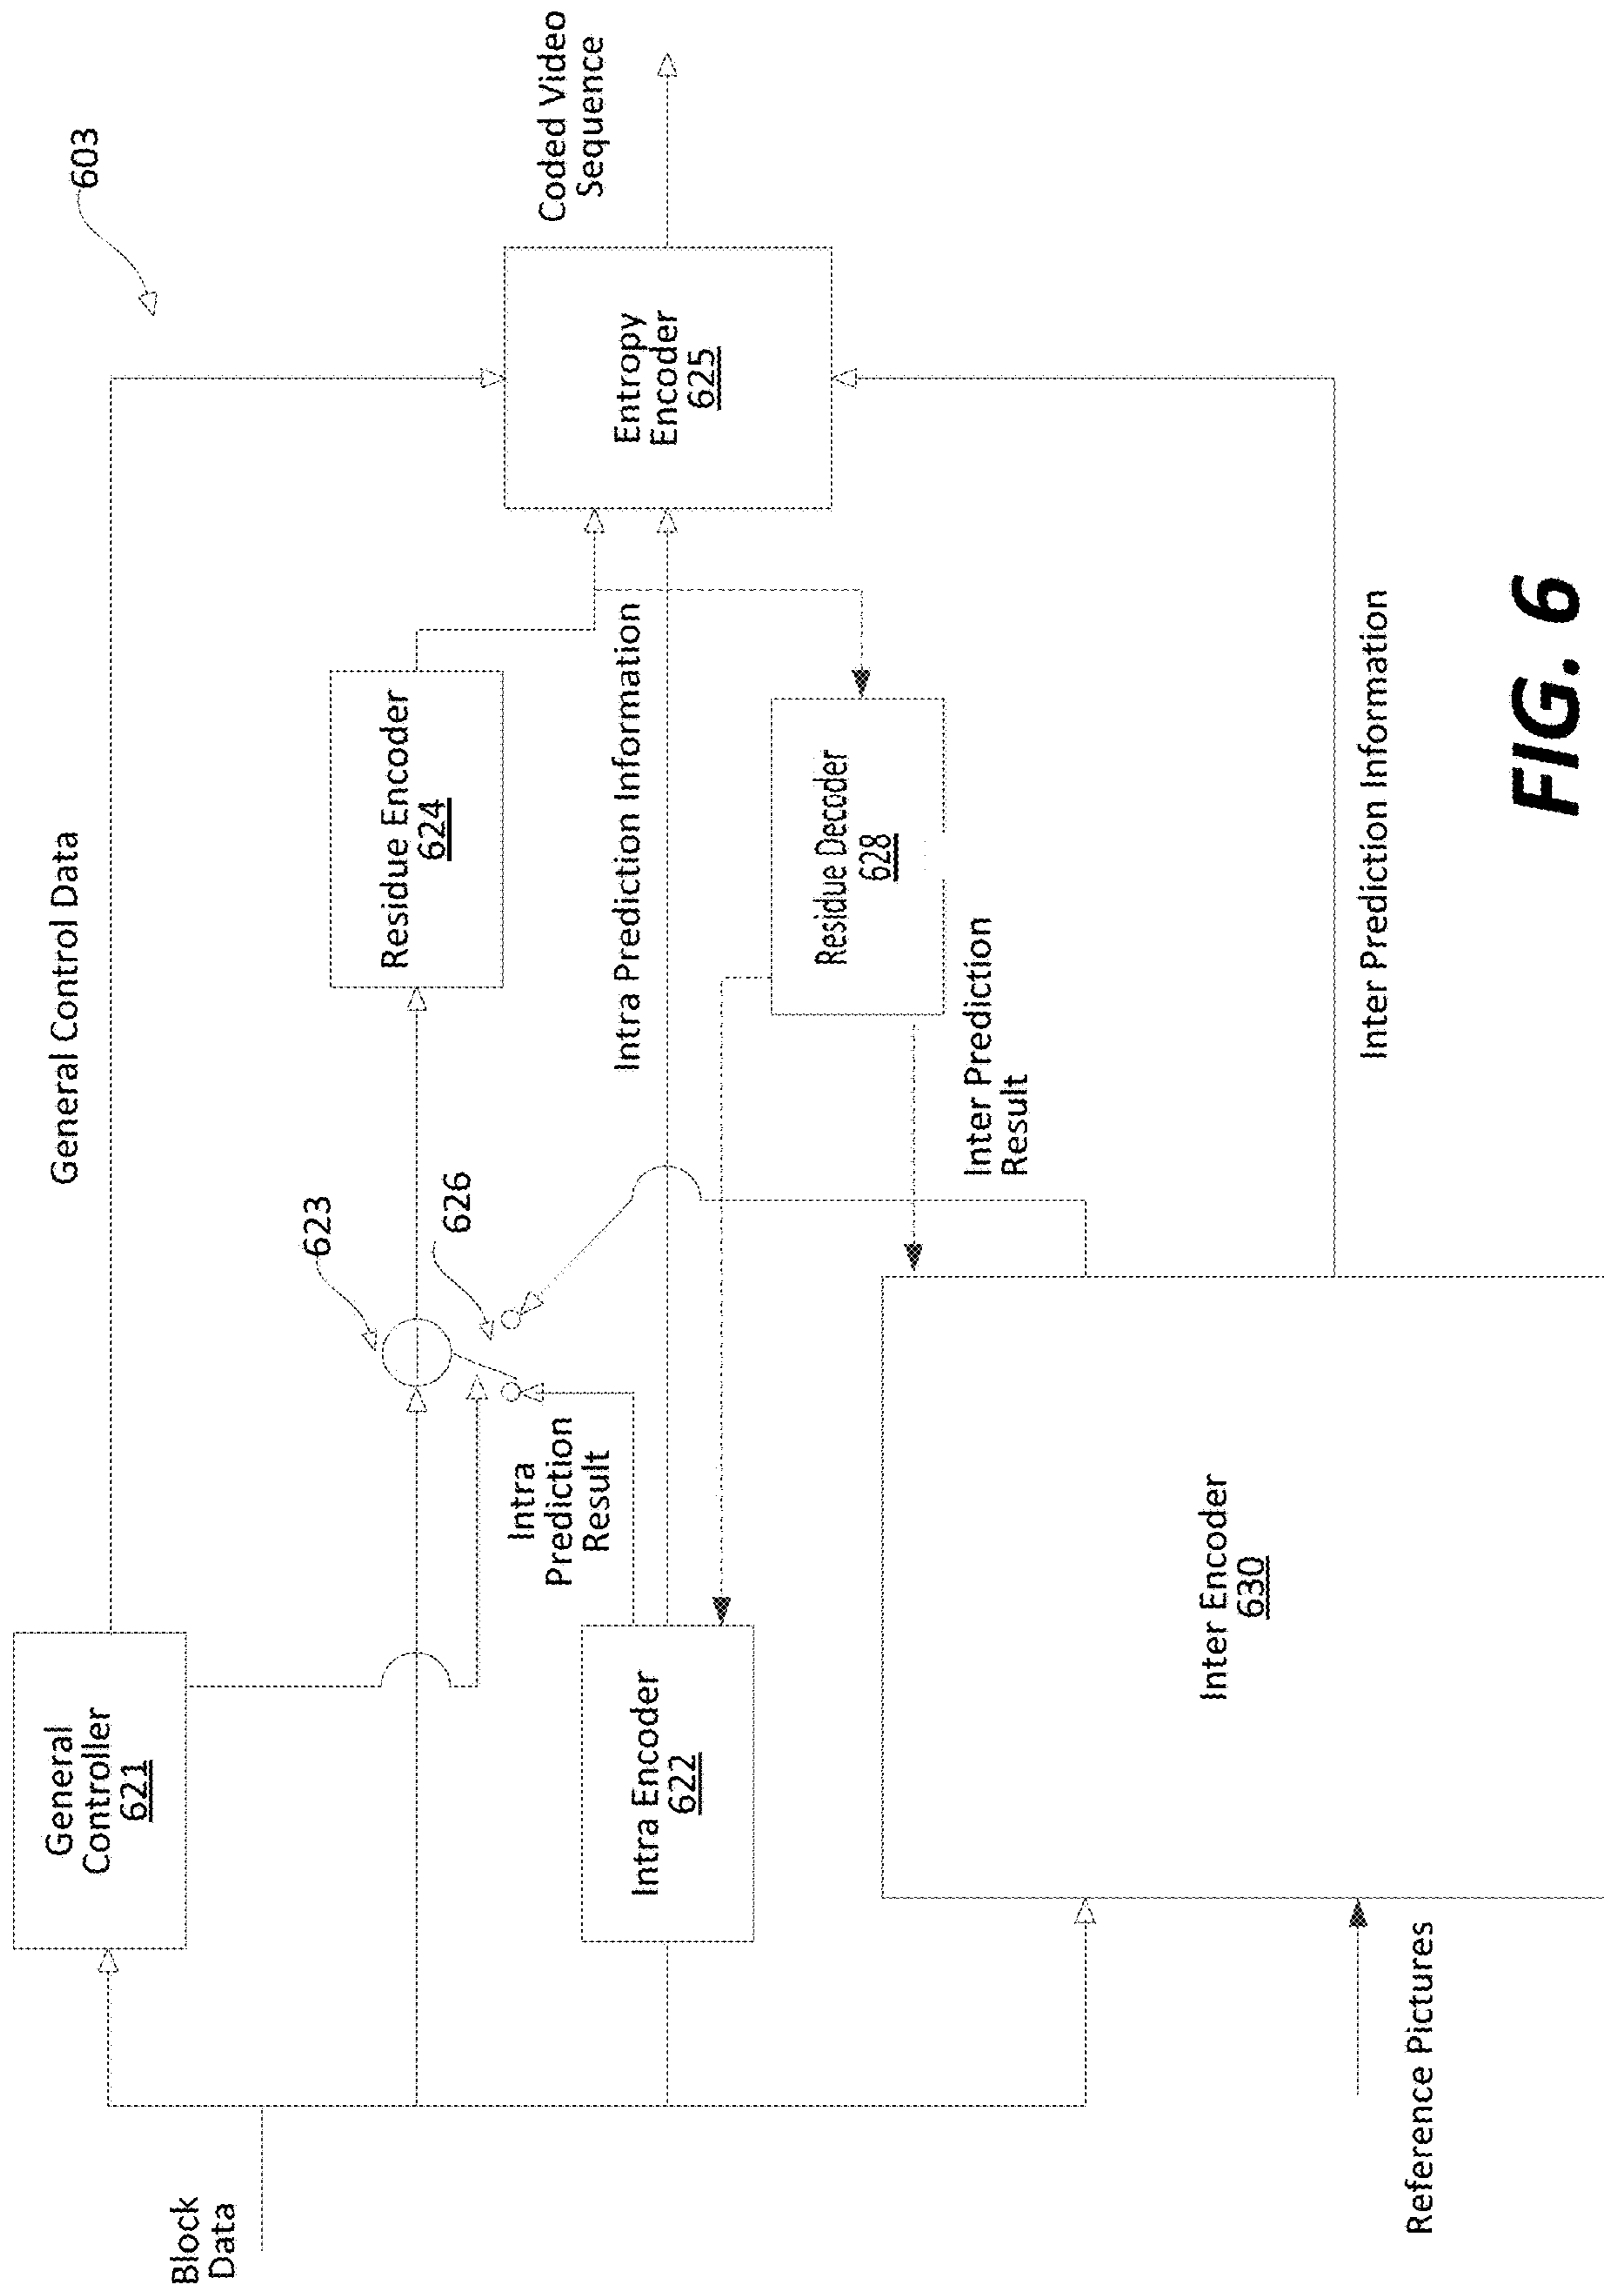 603
General Control Data
Coded Video
Sequence
General
Controller
621
623
626
Residue Encoder
624
Entropy
Encoder
625
Block
Data
Intra
Prediction
Result
Intra Prediction Information
Intra Encoder
622
Residue Decoder
628
Inter Prediction
Result
Inter Encoder
630
Inter Prediction Information
Reference Pictures
FIG. 6